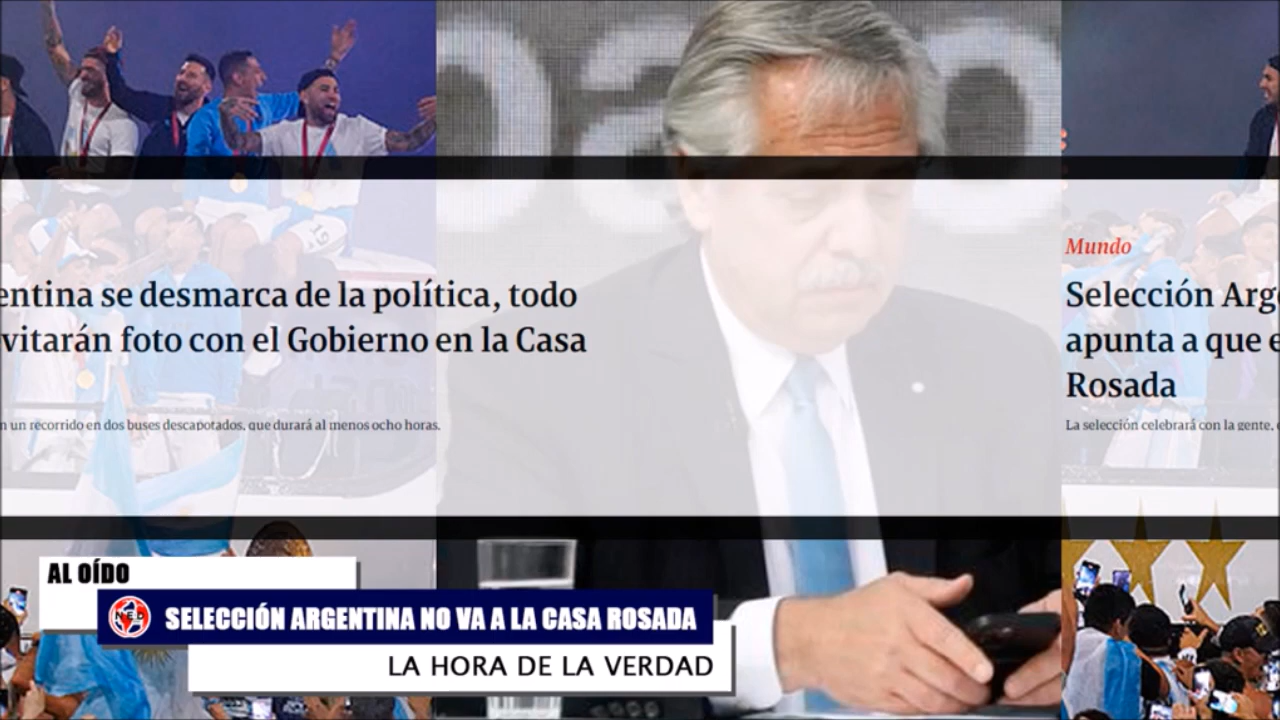 entina se desmarca de la política, todo
vitarán foto con el Gobierno en la Casa
n un recorrido en dos buses descapotados, que durará al menos ocho horas.
Mundo
Selección Arg
apunta a que e
Rosada
La selección celebrará con la gente,
19
AL OÍDO
SELECCIÓN ARGENTINA NO VA A LA CASA ROSADA
LA HORA DE LA VERDAD